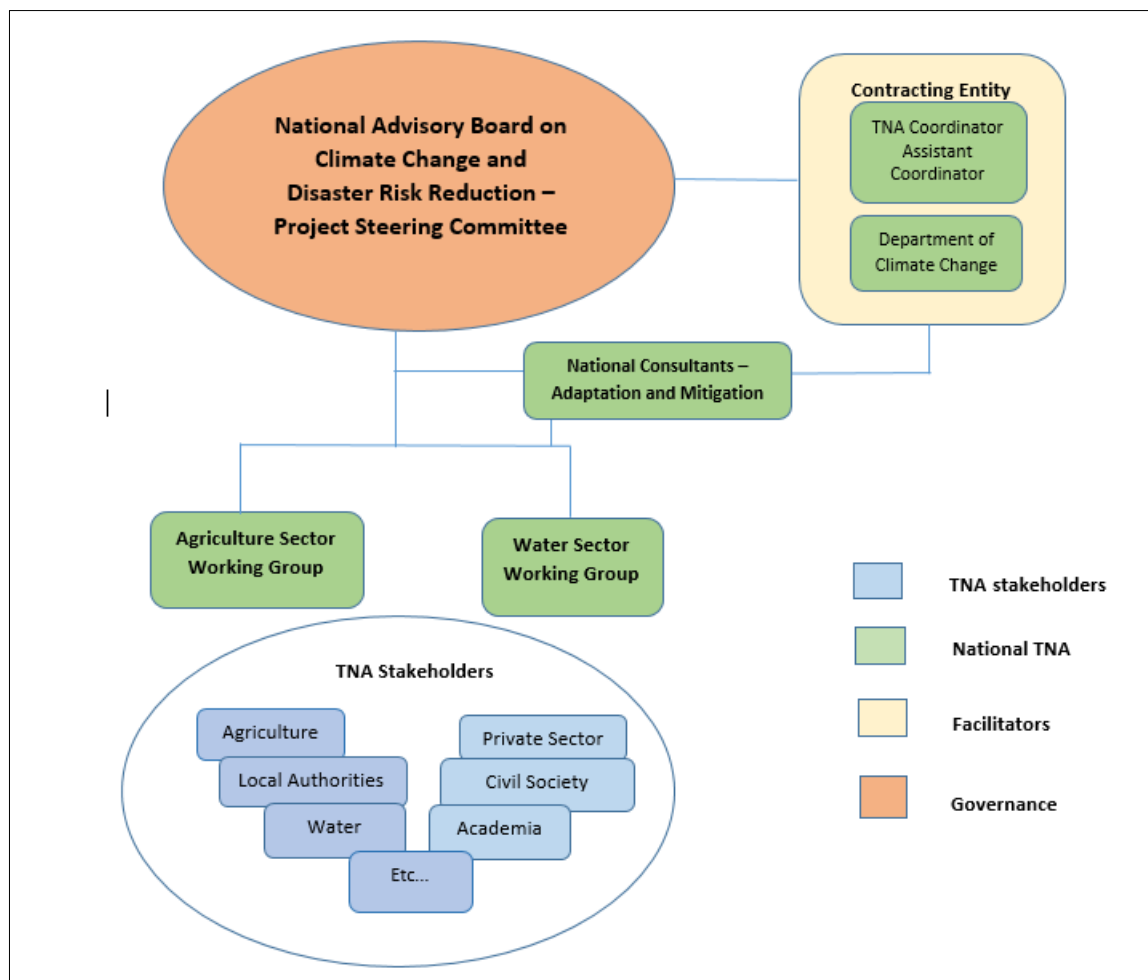 National Advisory Board on
Climate Change and
Disaster Risk Reduction –
Project Steering Committee
Contracting Entity
TNA Coordinator
Assistant
Coordinator
Department of
Climate Change
National Consultants –
Adaptation and Mitigation
Agriculture Sector
Working Group
Water Sector
Working Group
TNA Stakeholders
Agriculture
Local Authorities
Water
Etc...
Private Sector
Civil Society
Academia
TNA stakeholders
National TNA
Facilitators
Governance